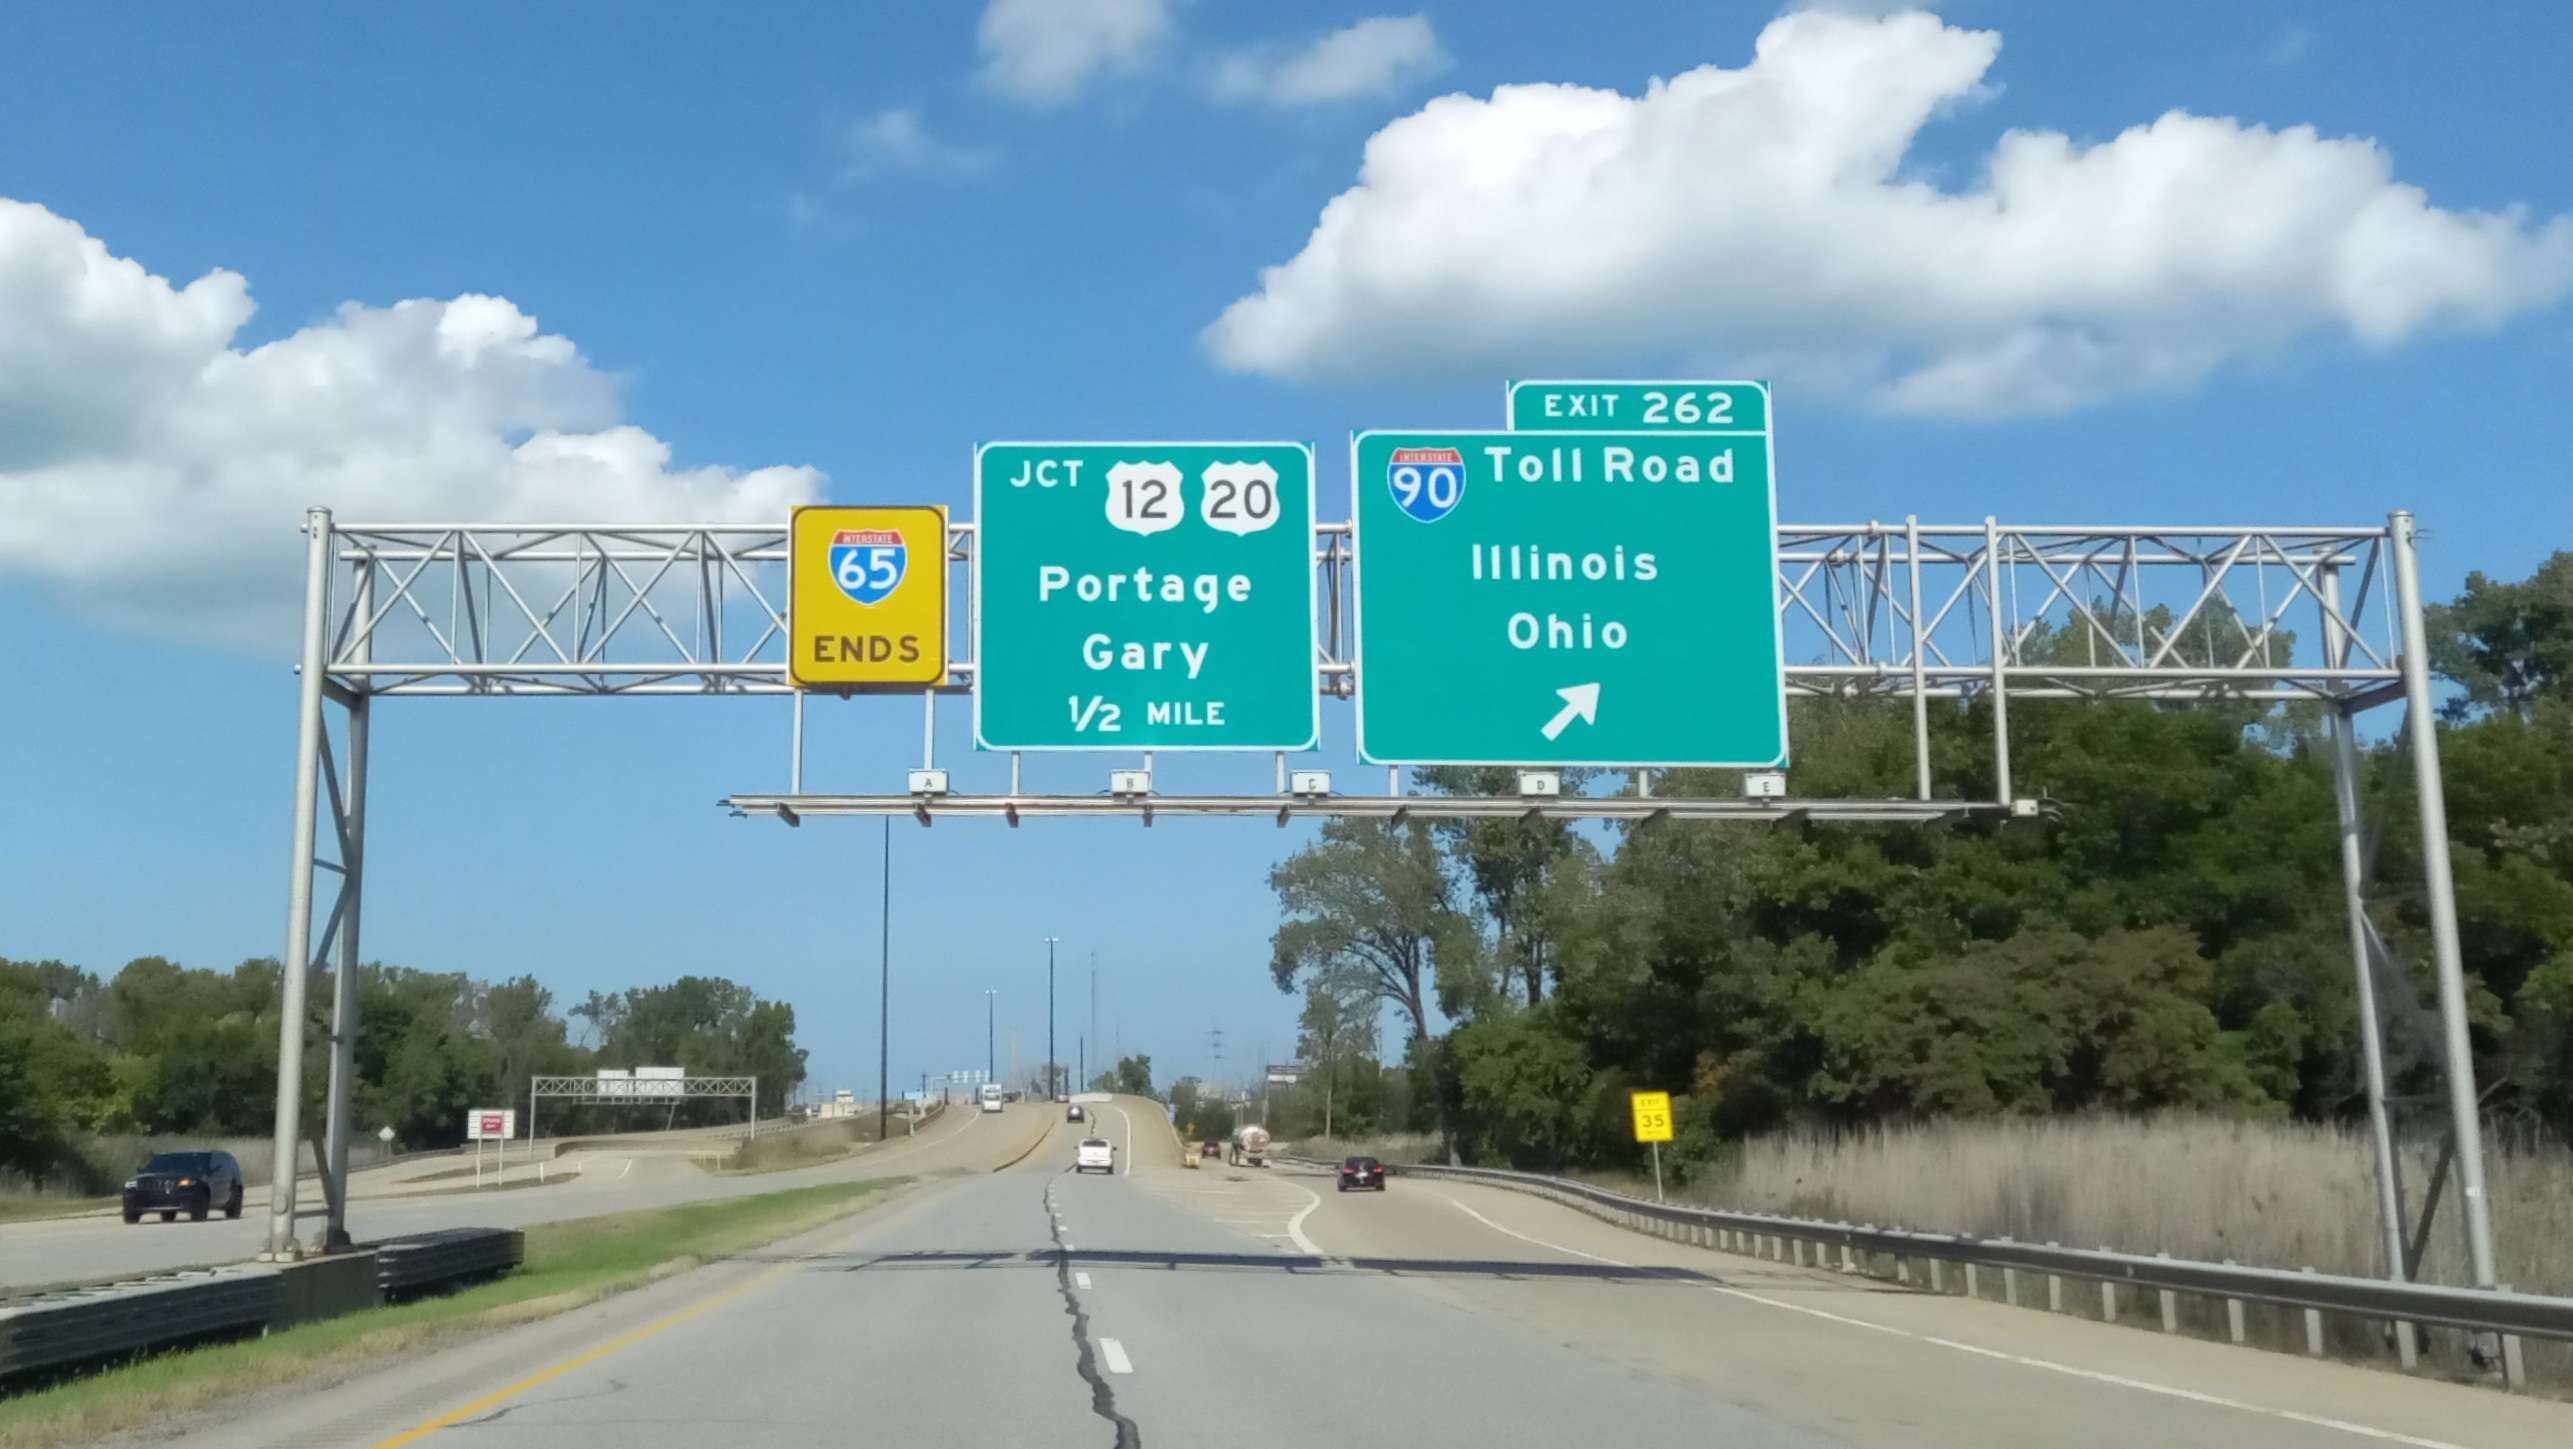 INTERSTATE
65
ENDS
JCT 12 20
Portage
Gary
1/2 MILE
EXIT 262
INTERSTATE
90 Toll Road
Illinois
Ohio
A B C D E
EXIT
35